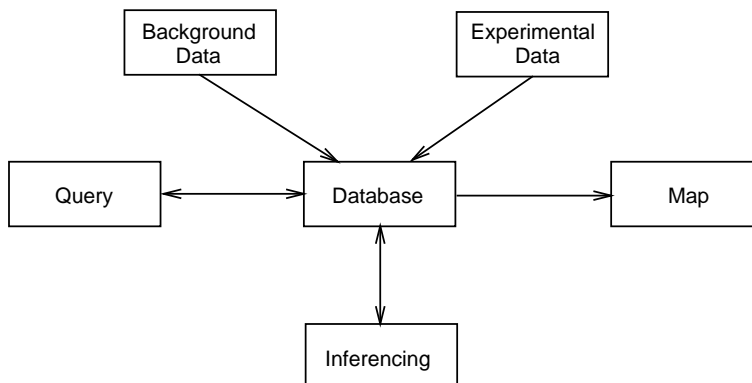 Background
Data
Experimental
Data
Query
Database
Map
Inferencing